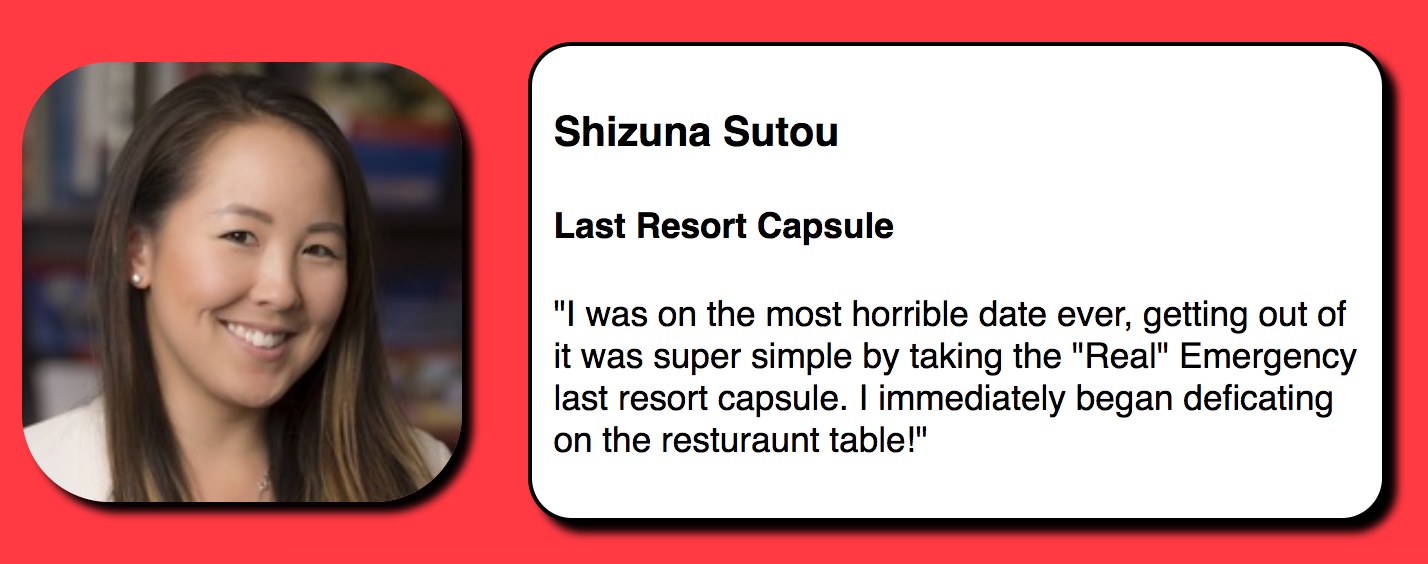 Shizuna Sutou
Last Resort Capsule
"I was on the most horrible date ever, getting out of
it was super simple by taking the "Real" Emergency
last resort capsule. I immediately began deficating
on the resturaunt table!"